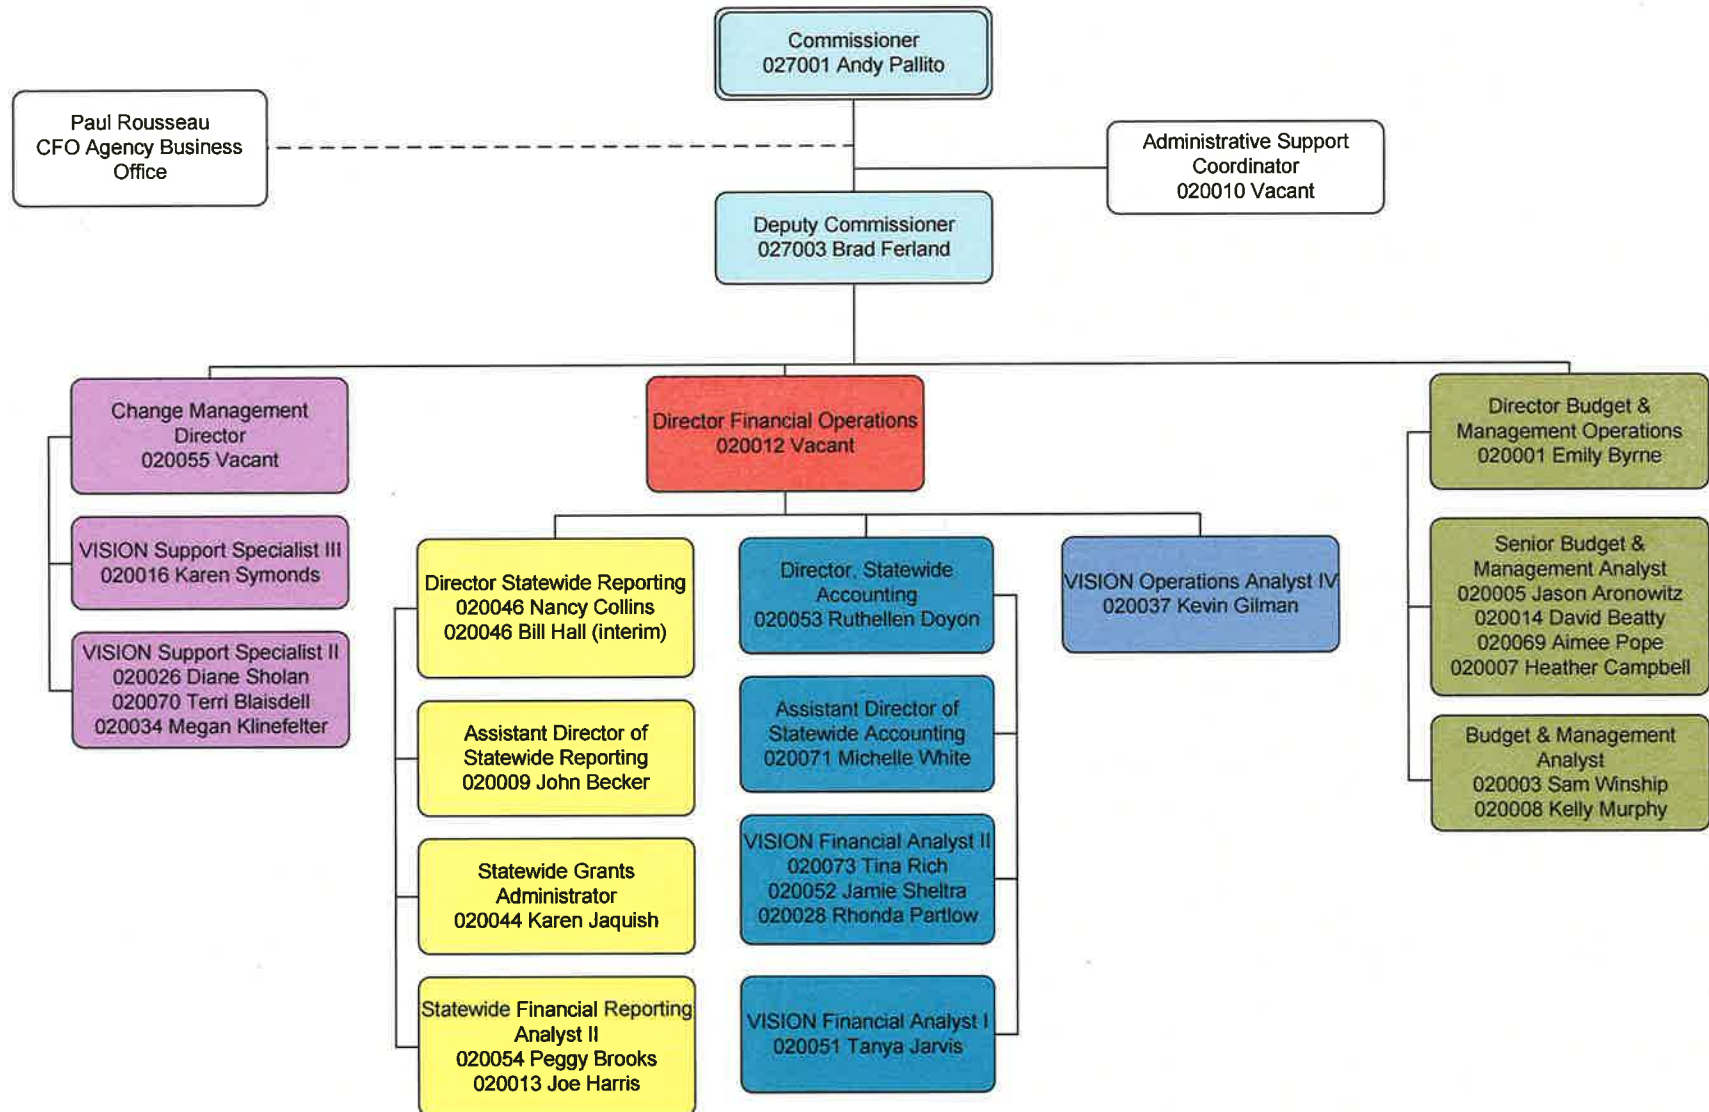 Commissioner
027001 Andy Pallito
Paul Rousseau
CFO Agency Business
Office
Administrative Support
Coordinator
020010 Vacant
Deputy Commissioner
027003 Brad Ferland
Change Management
Director
020055 Vacant
Director Financial Operations
020012 Vacant
Director Budget &
Management Operations
020001 Emily Byrne
VISION Support Specialist III
020016 Karen Symonds
VISION Support Specialist II
020026 Diane Sholan
020070 Terri Blaisdell
020034 Megan Klinefelter
Director Statewide Reporting
020046 Nancy Collins
020046 Bill Hall (interim)
Assistant Director of
Statewide Reporting
020009 John Becker
Statewide Grants
Administrator
020044 Karen Jaquish
Statewide Financial Reporting
Analyst II
020054 Peggy Brooks
020013 Joe Harris
Director, Statewide
Accounting
020053 Ruthellen Doyon
Assistant Director of
Statewide Accounting
020071 Michelle White
VISION Financial Analyst II
020073 Tina Rich
020052 Jamie Sheltra
020028 Rhonda Partlow
VISION Financial Analyst I
020051 Tanya Jarvis
VISION Operations Analyst IV
020037 Kevin Gilman
Senior Budget &
Management Analyst
020005 Jason Aronowitz
020014 David Beatty
020069 Aimee Pope
020007 Heather Campbell
Budget & Management
Analyst
020003 Sam Winship
020008 Kelly Murphy